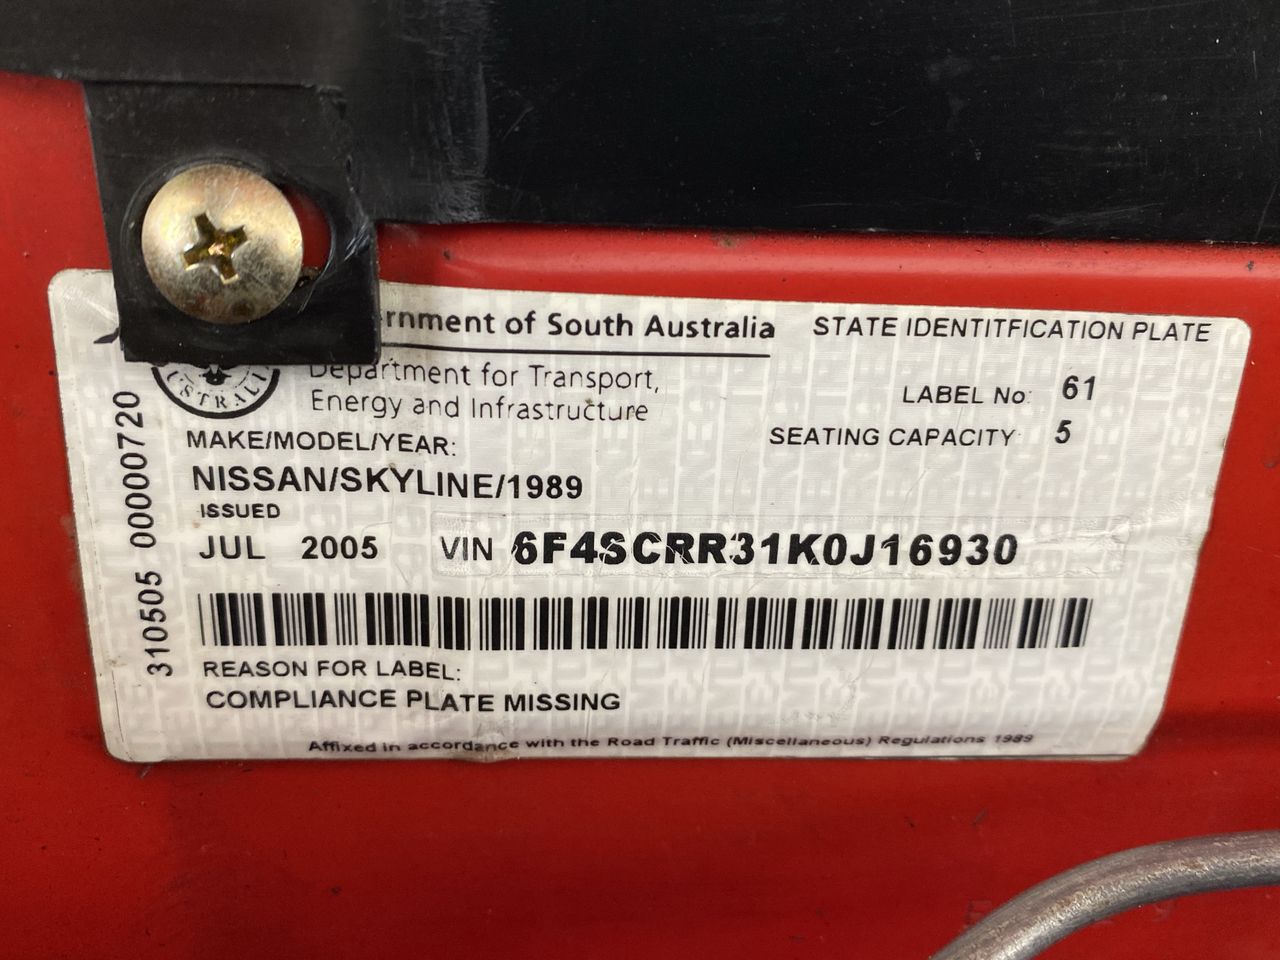 rnment of South Australia
STATE IDENTITFICATION PLATE
Department for Transport,
Energy and Infrastructure
USTRALI
LABEL No: 61
SEATING CAPACITY: 5
MAKE/MODEL/YEAR:
NISSAN/SKYLINE/1989
ISSUED
JUL 2005 VIN 6F4SCRR31K0J16930
310505 00000720
REASON FOR LABEL:
COMPLIANCE PLATE MISSING
Affixed in accordance with the Road Traffic (Miscellaneous) Regulations 1989